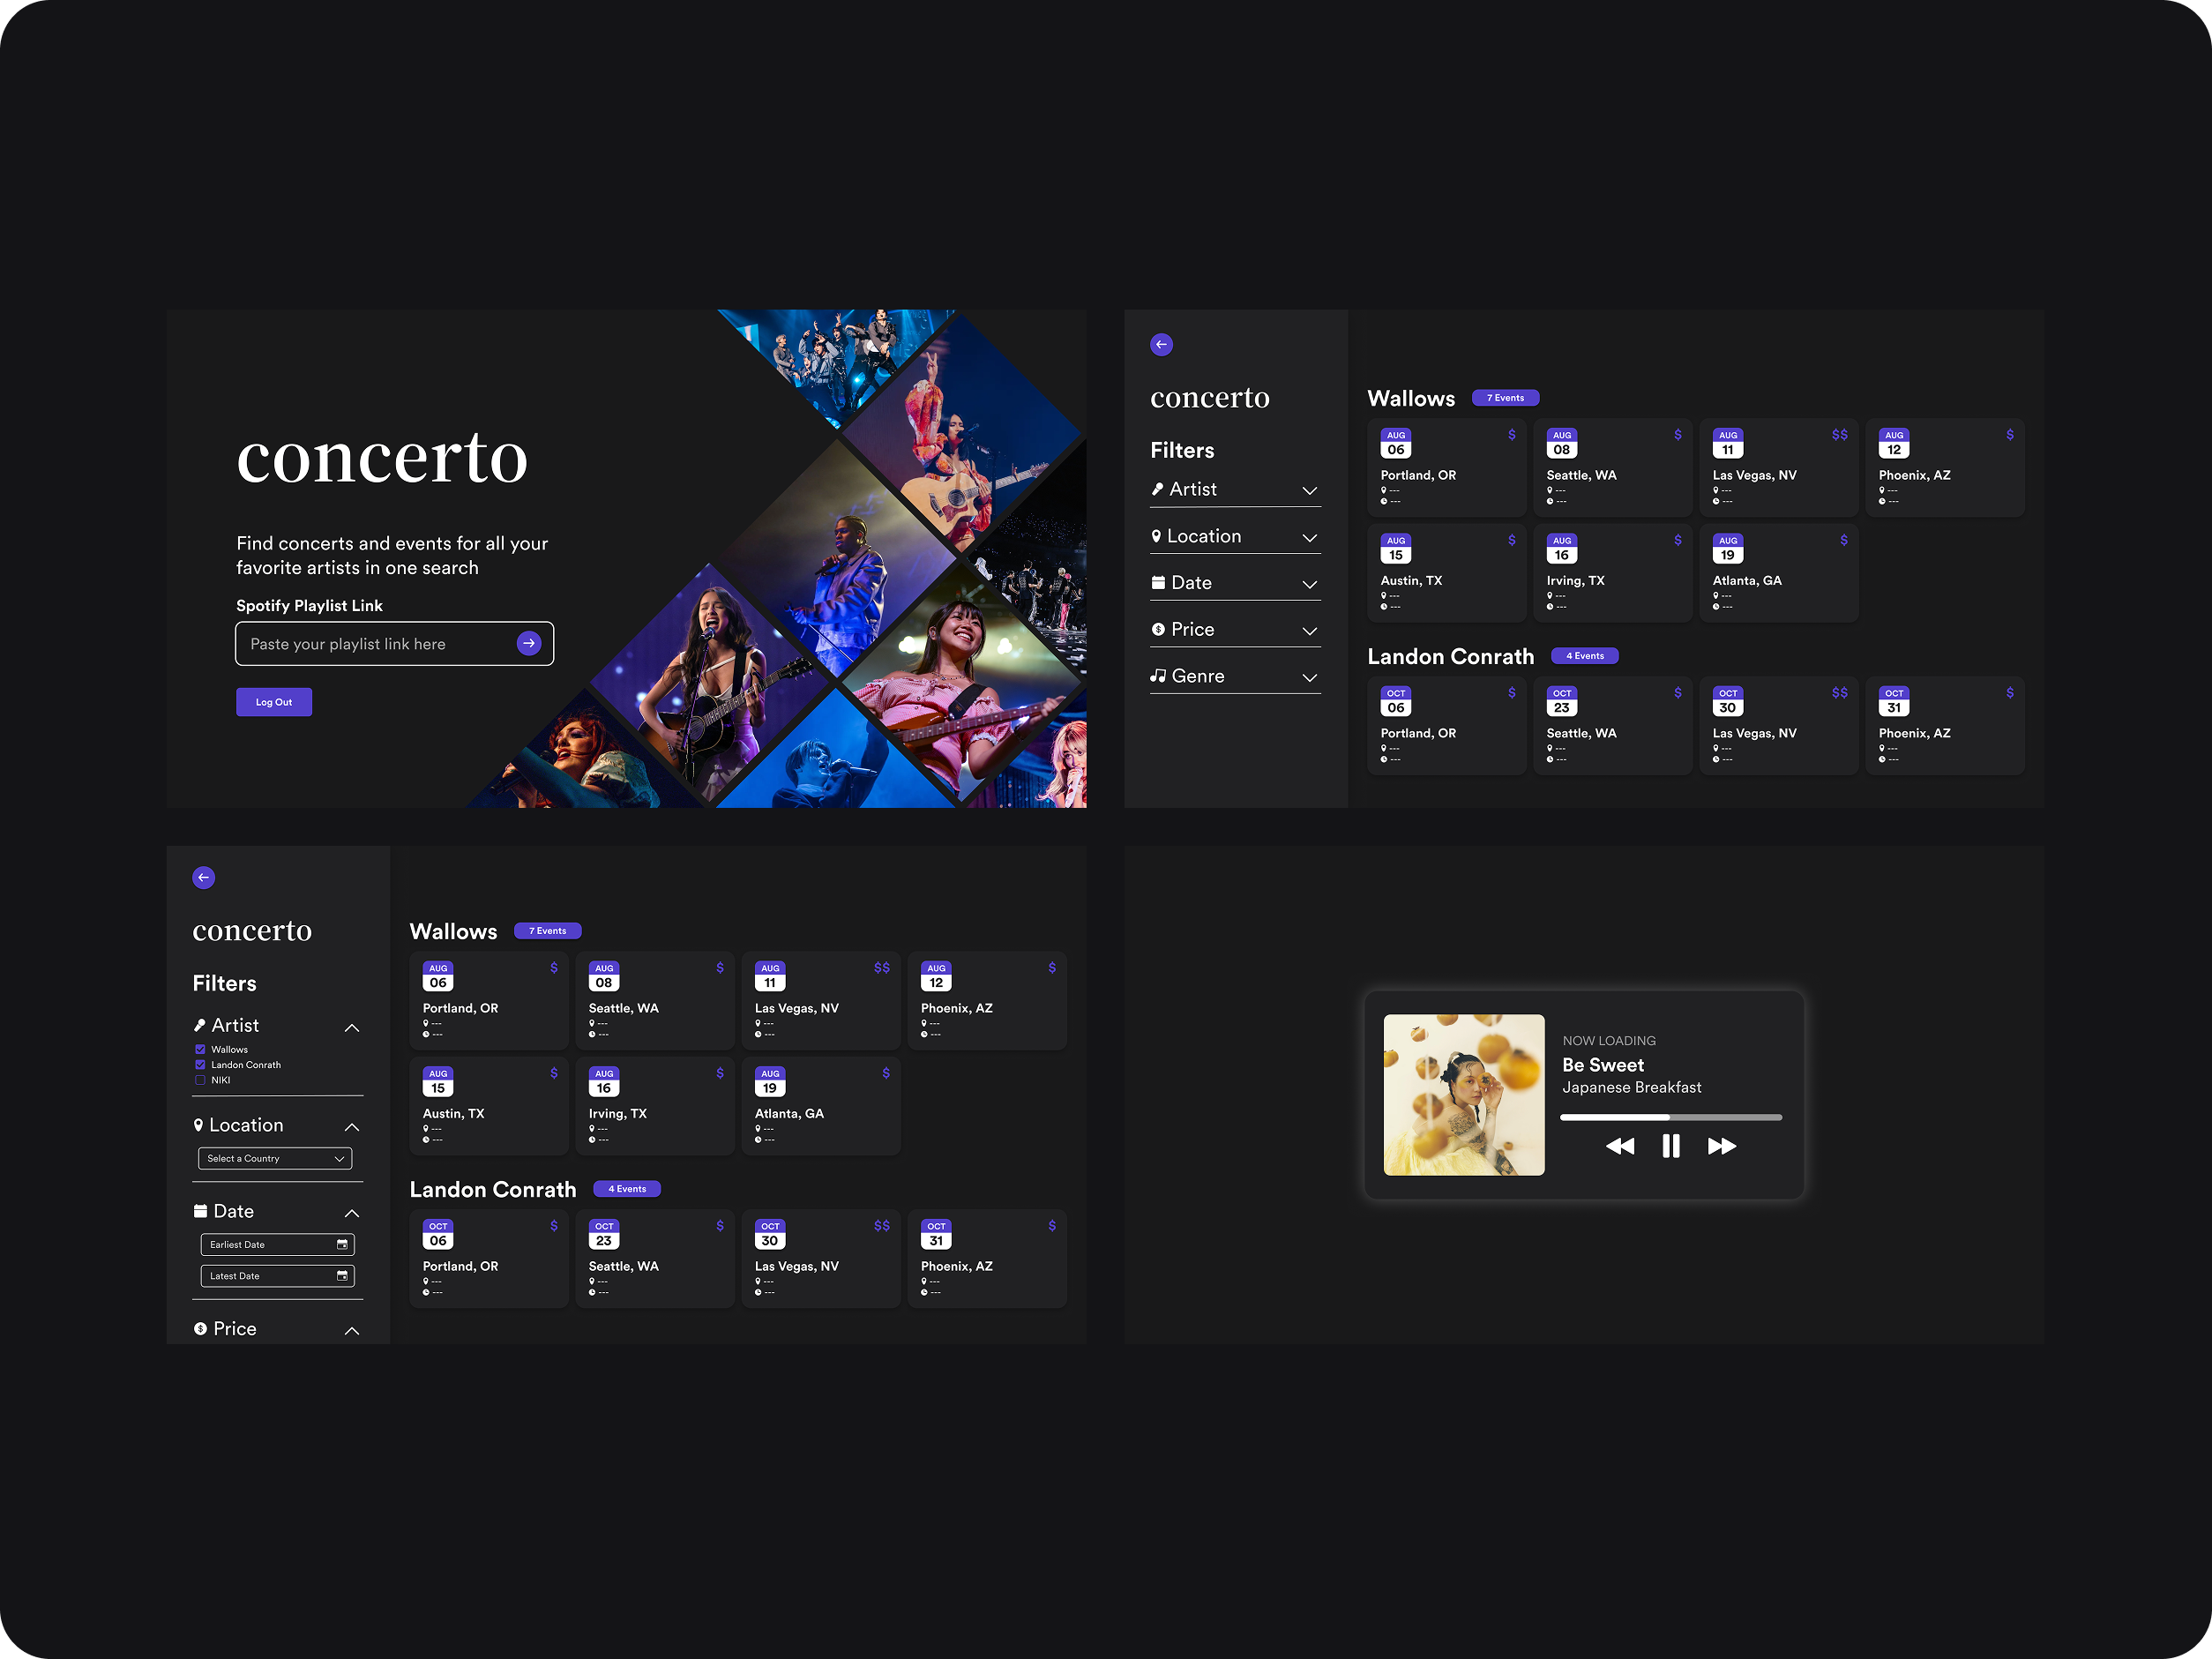 concerto
Find concerts and events for all your
favorite artists in one search
Spotify Playlist Link
Paste your playlist link here
Log Out
concerto
Filters
Artist
Location
Date
Price
Genre
Wallows 7 Events
AUG $ AUG $ AUG $$ AUG $
06 08 11 12
Portland, OR Seattle, WA Las Vegas, NV Phoenix, AZ
--- --- --- ---
--- --- --- ---
AUG $ AUG $ AUG $
15 16 19
Austin, TX Irving, TX Atlanta, GA
--- --- ---
--- --- ---
Landon Conrath 4 Events
OCT $ OCT $ OCT $$ OCT $
06 23 30 31
Portland, OR Seattle, WA Las Vegas, NV Phoenix, AZ
--- --- --- ---
--- --- --- ---
concerto
Filters
Artist
Wallows
Landon Conrath
NIKI
Location
Select a Country
Date
Earliest Date
Latest Date
Price
Wallows 7 Events
AUG $ AUG $ AUG $$ AUG $
06 08 11 12
Portland, OR Seattle, WA Las Vegas, NV Phoenix, AZ
--- --- --- ---
--- --- --- ---
AUG $ AUG $ AUG $
15 16 19
Austin, TX Irving, TX Atlanta, GA
--- --- ---
--- --- ---
Landon Conrath 4 Events
OCT $ OCT $ OCT $$ OCT $
06 23 30 31
Portland, OR Seattle, WA Las Vegas, NV Phoenix, AZ
--- --- --- ---
--- --- --- ---
NOW LOADING
Be Sweet
Japanese Breakfast